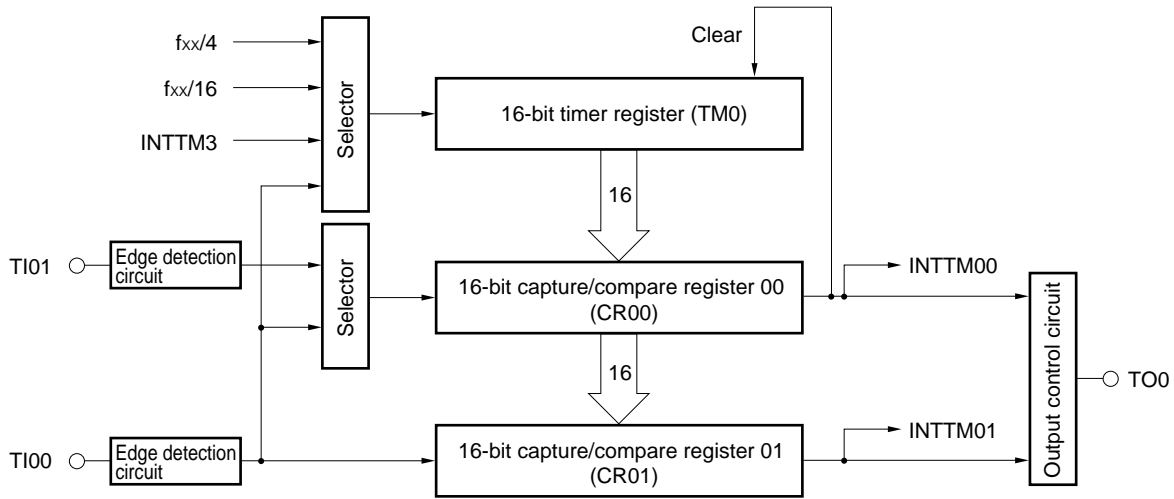 Clear
fxx/4
fxx/16
INTTM3
Selector
16-bit timer register (TM0)
16
TI01
Edge detection
circuit
Selector
16-bit capture/compare register 00
(CR00)
INTTM00
16
Output control circuit
TO0
TI00
Edge detection
circuit
16-bit capture/compare register 01
(CR01)
INTTM01